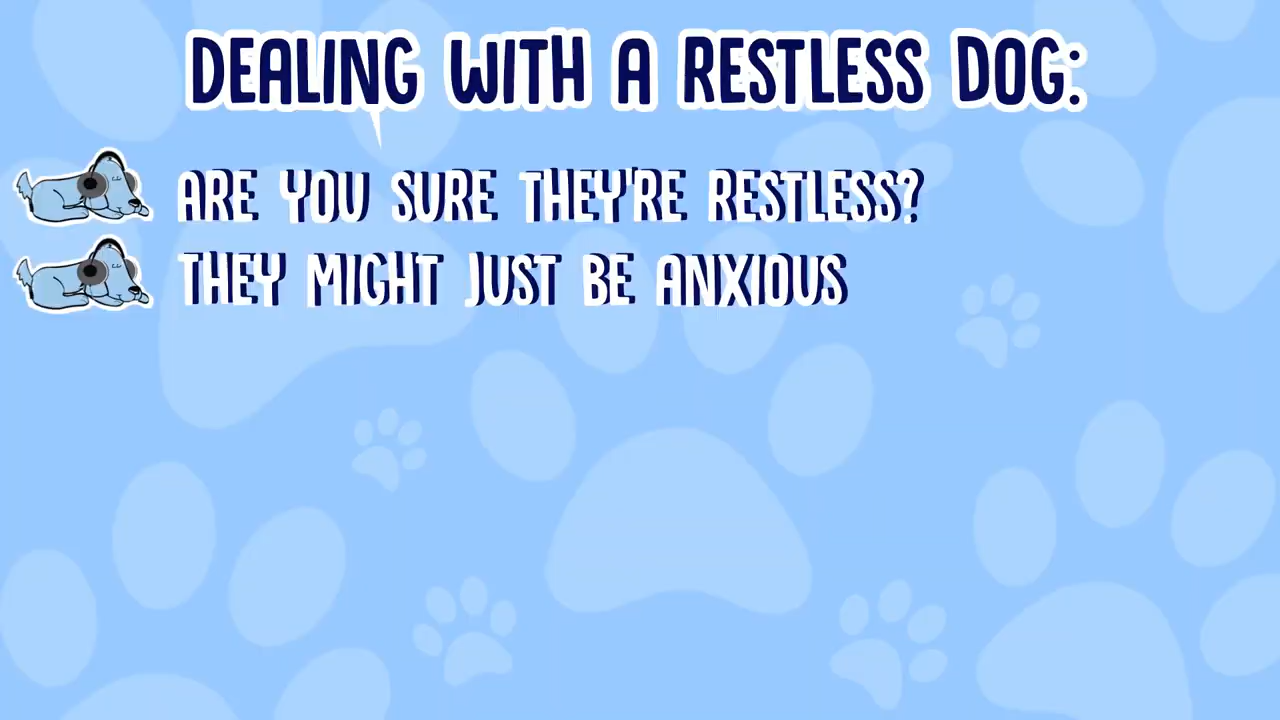 DEALING WITH A RESTLESS DOG:
ARE YOU SURE THEY'RE RESTLESS?
THEY MIGHT JUST BE ANXIOUS